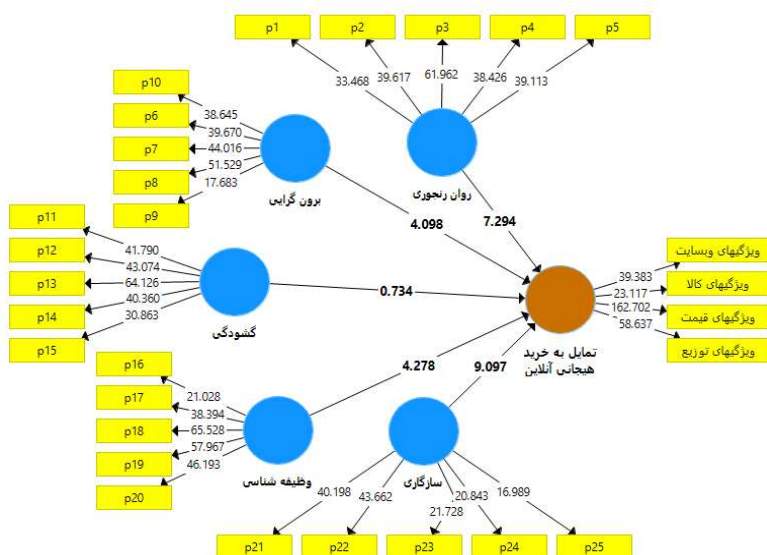 p1
p2
p3
p4
p5
33.468
39.617
61.962
38.426
39.113
روان رنجوری
7.294
p10
p6
p7
p8
p9
38.645
39.670
44.016
51.529
17.683
برون گرایی
4.098
p11
p12
p13
p14
p15
41.790
43.074
64.126
40.360
30.863
گشودگی
0.734
ویژگیهای وبسایت
ویژگیهای کالا
ویژگیهای قیمت
ویژگیهای توزیع
39.383
23.117
162.702
58.637
تمایل به خرید
هیجانی آنلاین
p16
p17
p18
p19
p20
21.028
38.394
65.528
57.967
46.193
وظیفه شناسی
4.278
9.097
سازگاری
40.198
43.662
21.728
20.843
16.989
p21
p22
p23
p24
p25